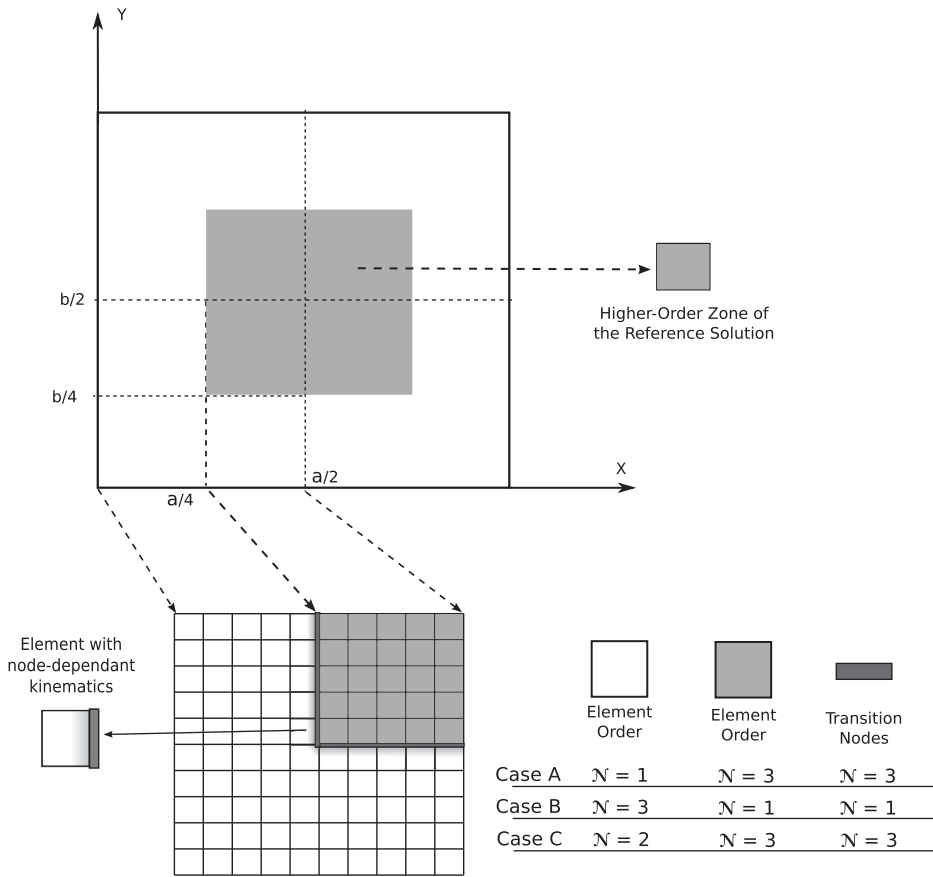 Y
b/2
Higher-Order Zone of
the Reference Solution
b/4
a/2
X
a/4
Element with
node-dependant
kinematics
Element
Order
Element
Order
Transition
Nodes
Case A 𝒩 = 1 𝒩 = 3 𝒩 = 3
Case B 𝒩 = 3 𝒩 = 1 𝒩 = 1
Case C 𝒩 = 2 𝒩 = 3 𝒩 = 3